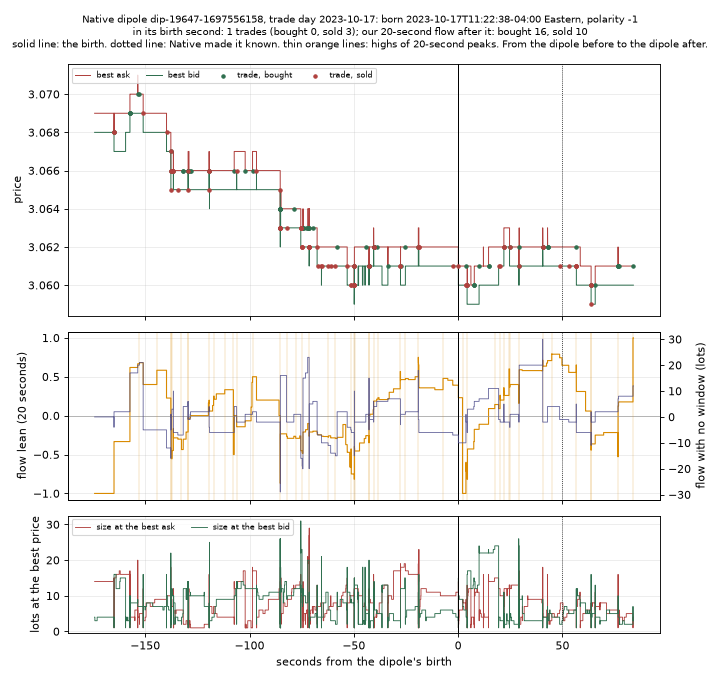 Native dipole dip-19647-1697556158, trade day 2023-10-17: born 2023-10-17T11:22:38-04:00 Eastern, polarity -1
in its birth second: 1 trades (bought 0, sold 3); our 20-second flow after it: bought 16, sold 10
solid line: the birth. dotted line: Native made it known. thin orange lines: highs of 20-second peaks. From the dipole before to the dipole after.
best ask
best bid
trade, bought
trade, sold
3.070
3.068
3.066
3.064
3.062
3.060
price
1.0
0.5
0.0
−0.5
−1.0
flow lean (20 seconds)
30
20
10
0
−10
−20
−30
flow with no window (lots)
size at the best ask
size at the best bid
30
20
10
0
lots at the best price
−150
−100
−50
0
50
seconds from the dipole's birth